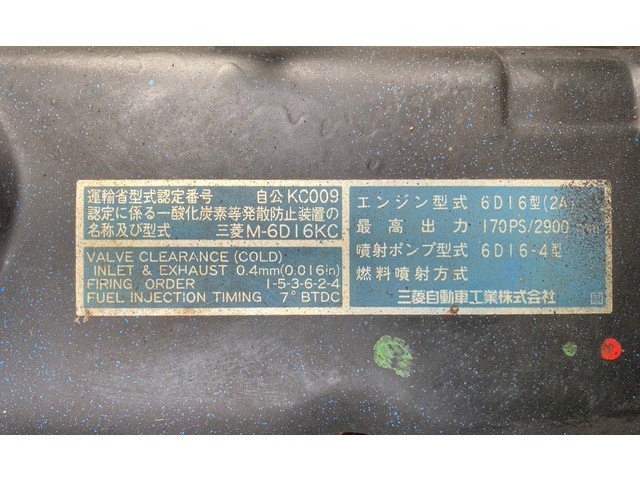 運輸省型式認定番号 自公KC009
認定に係る一酸化炭素等発散防止装置の
名称及び型式 三菱M-6D16KC
VALVE CLEARANCE (COLD)
INLET & EXHAUST 0.4mm(0.016in)
FIRING ORDER 1-5-3-6-2-4
FUEL INJECTION TIMING 7° BTDC
エンジン型式 6D16型(2A)
最高出力 170PS/2900
噴射ポンプ型式 6D16-4型
燃料噴射方式
三菱自動車工業株式会社